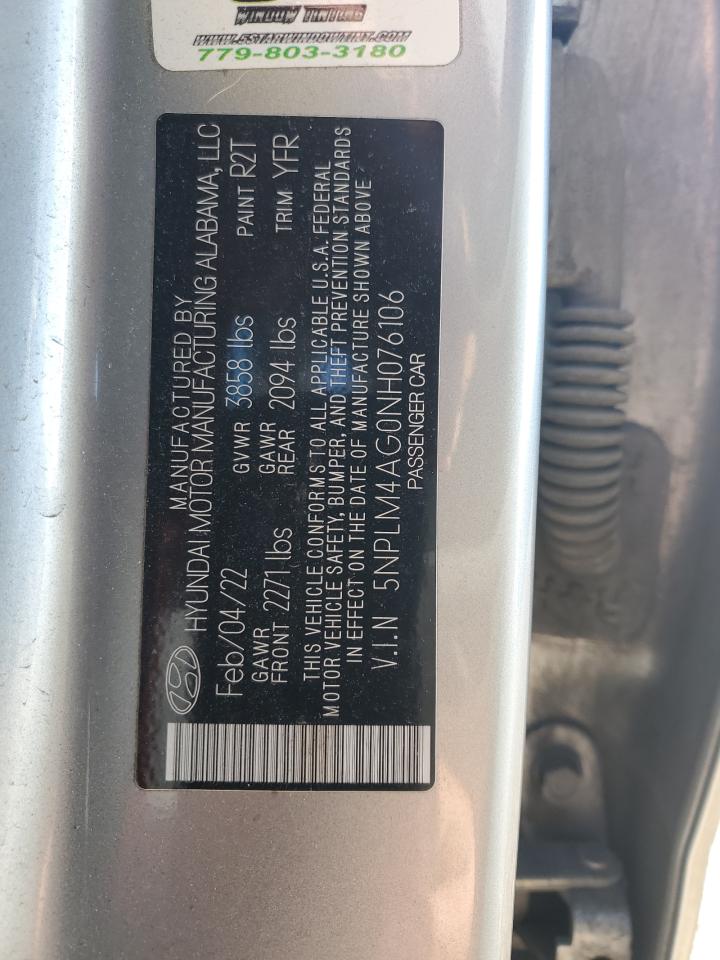 WINDOW TINTING
WWW.5STARWINDOWTINT.COM
779-803-3180
MANUFACTURED BY
HYUNDAI MOTOR MANUFACTURING ALABAMA, LLC
Feb/04/22 GVWR 3858 lbs PAINT R2T
GAWR FRONT 2271 lbs GAWR REAR 2094 lbs TRIM YFR
THIS VEHICLE CONFORMS TO ALL APPLICABLE U.S.A. FEDERAL
MOTOR VEHICLE SAFETY, BUMPER, AND THEFT PREVENTION STANDARDS
IN EFFECT ON THE DATE OF MANUFACTURE SHOWN ABOVE
V.I.N 5NPLM4AG0NH076106
PASSENGER CAR